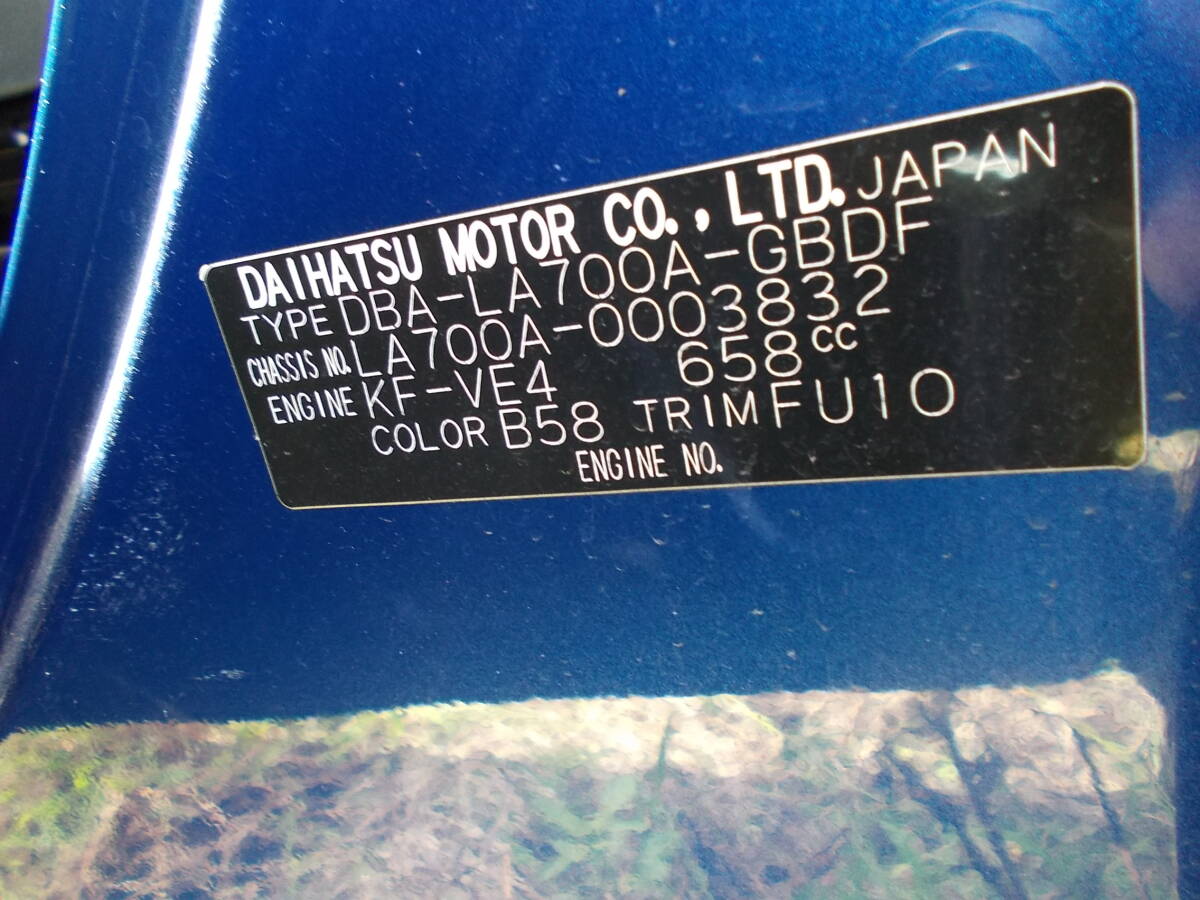 DAIHATSU MOTOR CO., LTD. JAPAN
TYPE DBA-LA700A-GBDF
CHASSIS NO. LA700A-0003832
ENGINE KF-VE4 658cc
COLOR B58 TRIM FU10
ENGINE NO.